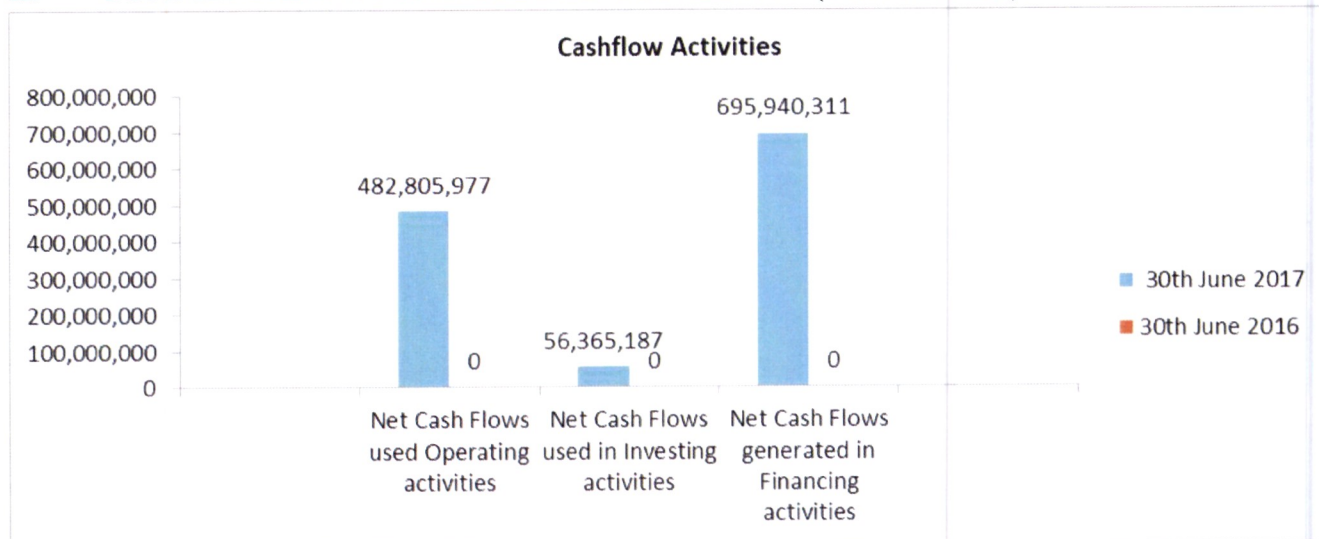 Cashflow Activities
800,000,000
700,000,000
600,000,000
500,000,000
400,000,000
300,000,000
200,000,000
100,000,000
0
482,805,977
0
56,365,187
0
695,940,311
0
Net Cash Flows
used Operating
activities
Net Cash Flows
used in Investing
activities
Net Cash Flows
generated in
Financing
activities
30th June 2017
30th June 2016